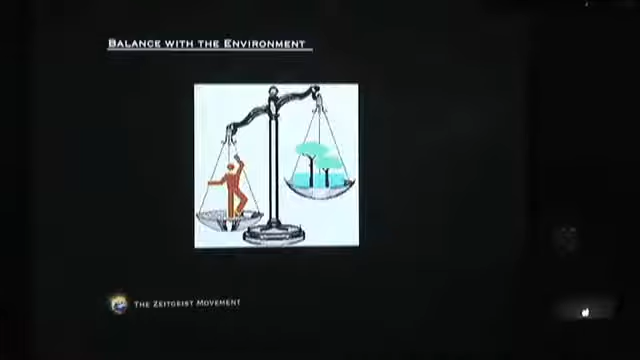 BALANCE WITH THE ENVIRONMENT
THE ZEITGEIST MOVEMENT